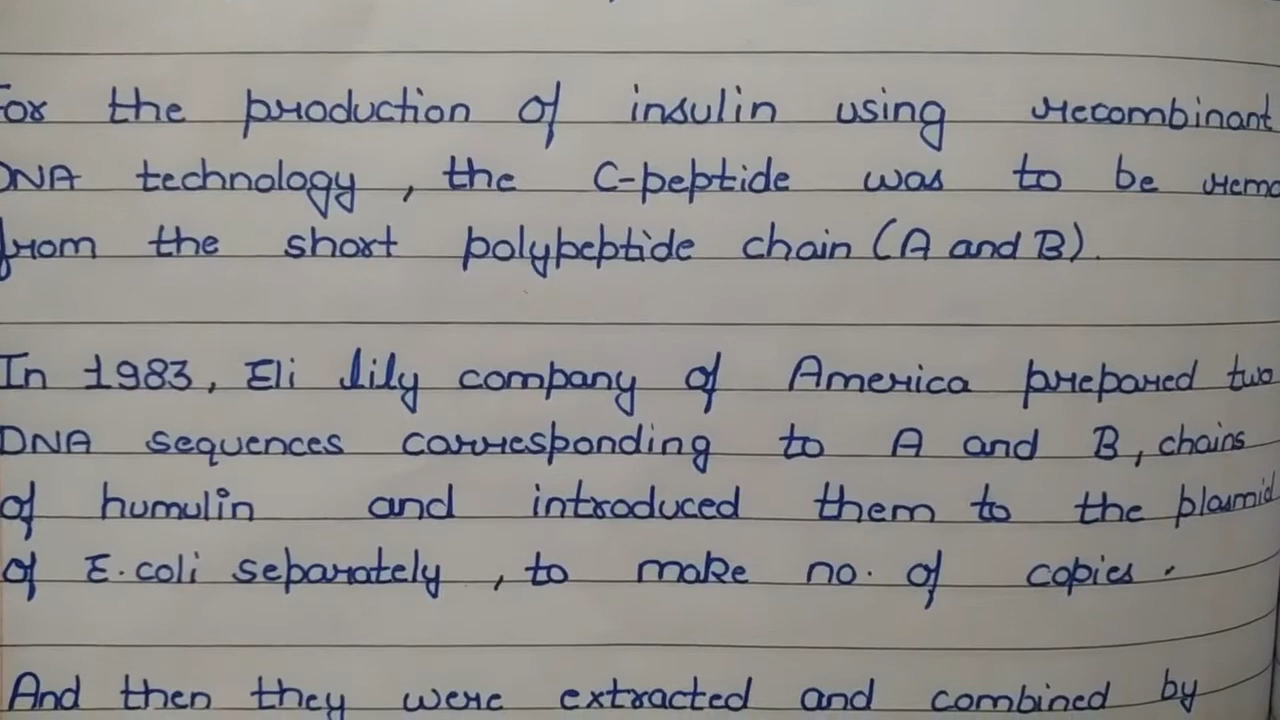 For the production of insulin using recombinant
DNA technology, the C-peptide was to be
from the short polypeptide chain (A and B).
In 1983, Eli lily company of America prepared two
DNA sequences corresponding to A and B, chains
of humulin and introduced them to the plasmid
of E.coli separately, to make no. of copies.
And then they were extracted and combined by